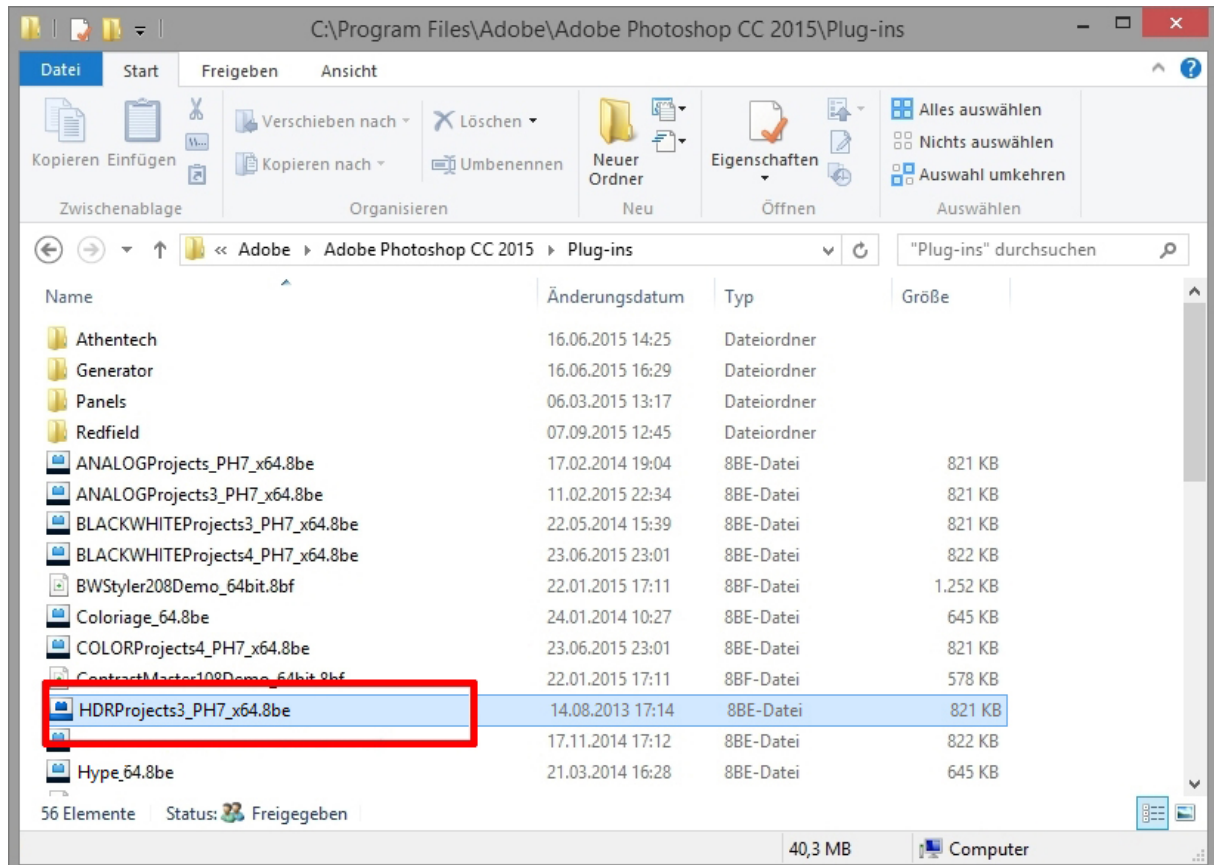 C:\Program Files\Adobe\Adobe Photoshop CC 2015\Plug-ins
Datei Start Freigeben Ansicht
Kopieren Einfügen
Verschieben nach
Kopieren nach
Löschen
Umbenennen
Neuer Ordner
Eigenschaften
Alles auswählen
Nichts auswählen
Auswahl umkehren
Zwischenablage Organisieren Neu Öffnen Auswählen
« Adobe Adobe Photoshop CC 2015 Plug-ins "Plug-ins" durchsuchen
Name Änderungsdatum Typ Größe
Athentech 16.06.2015 14:25 Dateiordner
Generator 16.06.2015 16:29 Dateiordner
Panels 06.03.2015 13:17 Dateiordner
Redfield 07.09.2015 12:45 Dateiordner
ANALOGProjects_PH7_x64.8be 17.02.2014 19:04 8BE-Datei 821 KB
ANALOGProjects3_PH7_x64.8be 11.02.2015 22:34 8BE-Datei 821 KB
BLACKWHITEProjects3_PH7_x64.8be 22.05.2014 15:39 8BE-Datei 821 KB
BLACKWHITEProjects4_PH7_x64.8be 23.06.2015 23:01 8BE-Datei 822 KB
BWStyler208Demo_64bit.8bf 22.01.2015 17:11 8BF-Datei 1.252 KB
Coloriage_64.8be 24.01.2014 10:27 8BE-Datei 645 KB
COLORProjects4_PH7_x64.8be 23.06.2015 23:01 8BE-Datei 821 KB
ContrastMaster108Demo_64bit.8bf 22.01.2015 17:11 8BF-Datei 578 KB
HDRProjects3_PH7_x64.8be 14.08.2013 17:14 8BE-Datei 821 KB
17.11.2014 17:12 8BE-Datei 822 KB
Hype_64.8be 21.03.2014 16:28 8BE-Datei 645 KB
56 Elemente Status: Freigegeben
40,3 MB Computer